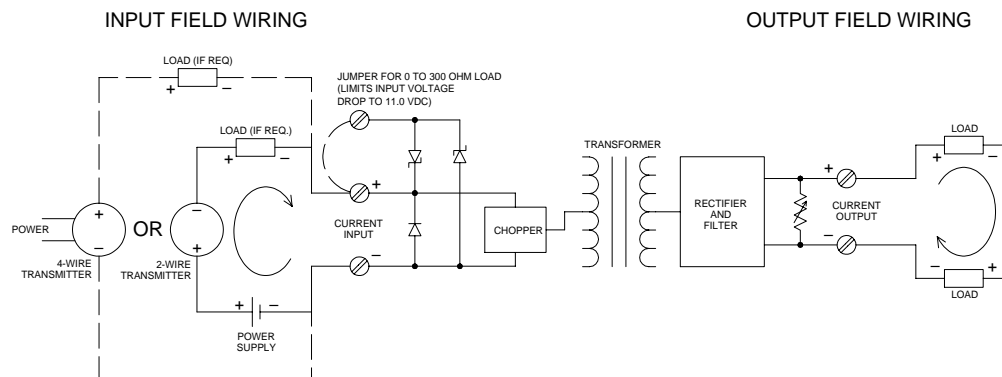 INPUT FIELD WIRING
OUTPUT FIELD WIRING
LOAD (IF REQ)
+ −
JUMPER FOR 0 TO 300 OHM LOAD
(LIMITS INPUT VOLTAGE
DROP TO 11.0 VDC)
LOAD (IF REQ.)
+ −
TRANSFORMER
LOAD
+ −
POWER
+
−
OR
−
+
+
CURRENT
INPUT
−
CHOPPER
RECTIFIER
AND
FILTER
+
CURRENT
OUTPUT
−
4-WIRE
TRANSMITTER
2-WIRE
TRANSMITTER
+ −
POWER
SUPPLY
− +
LOAD